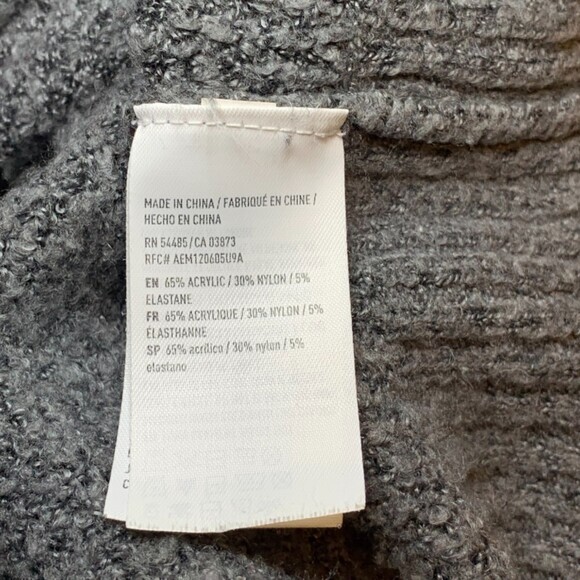 MADE IN CHINA / FABRIQUÉ EN CHINE /
HECHO EN CHINA
RN 54485 / CA 03873
RFC# AEM120605U9A
EN 65% ACRYLIC / 30% NYLON / 5%
ELASTANE
FR 65% ACRYLIQUE / 30% NYLON / 5%
ÉLASTHANNE
SP 65% acrílico / 30% nylon / 5%
elastano